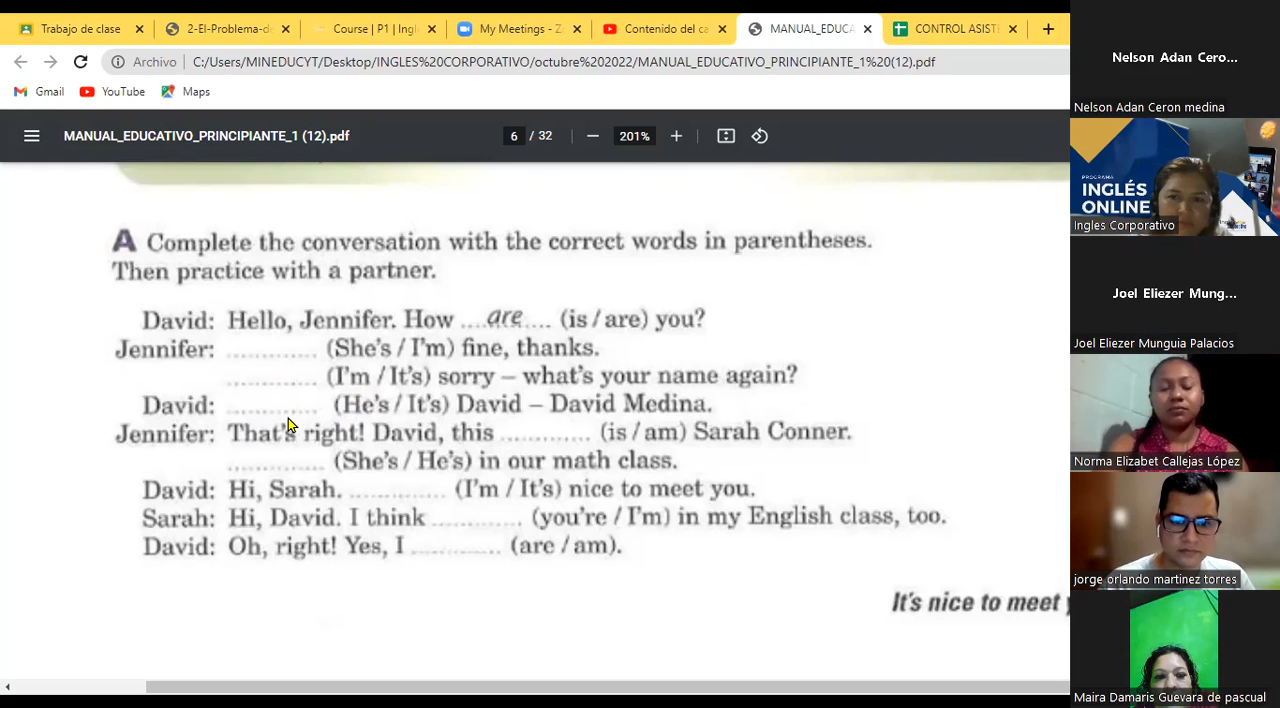 Trabajo de clase
2-El-Problema-d
Course | P1 | Ingl
My Meetings - Z
Contenido del ca
MANUAL_EDUCA
CONTROL ASISTE
Archivo C:/Users/MINEDUCYT/Desktop/INGLES%20CORPORATIVO/octubre%202022/MANUAL_EDUCATIVO_PRINCIPIANTE_1%20(12).pdf
Gmail YouTube Maps
MANUAL_EDUCATIVO_PRINCIPIANTE_1 (12).pdf 6 / 32 201%
A Complete the conversation with the correct words in parentheses.
Then practice with a partner.
David: Hello, Jennifer. How ....are.... (is / are) you?
Jennifer: ............. (She's / I'm) fine, thanks.
............. (I'm / It's) sorry – what's your name again?
David: ............. (He's / It's) David – David Medina.
Jennifer: That's right! David, this ............. (is / am) Sarah Conner.
............. (She's / He's) in our math class.
David: Hi, Sarah. ............. (I'm / It's) nice to meet you.
Sarah: Hi, David. I think ............. (you're / I'm) in my English class, too.
David: Oh, right! Yes, I ............. (are / am).
It's nice to meet
Nelson Adan Cero...
Nelson Adan Ceron medina
PROGRAMA
INGLÉS
ONLINE
Ingles Corporativo
Joel Eliezer Mung...
Joel Eliezer Munguia Palacios
Norma Elizabet Callejas López
jorge orlando martinez torres
Maira Damaris Guevara de pascual